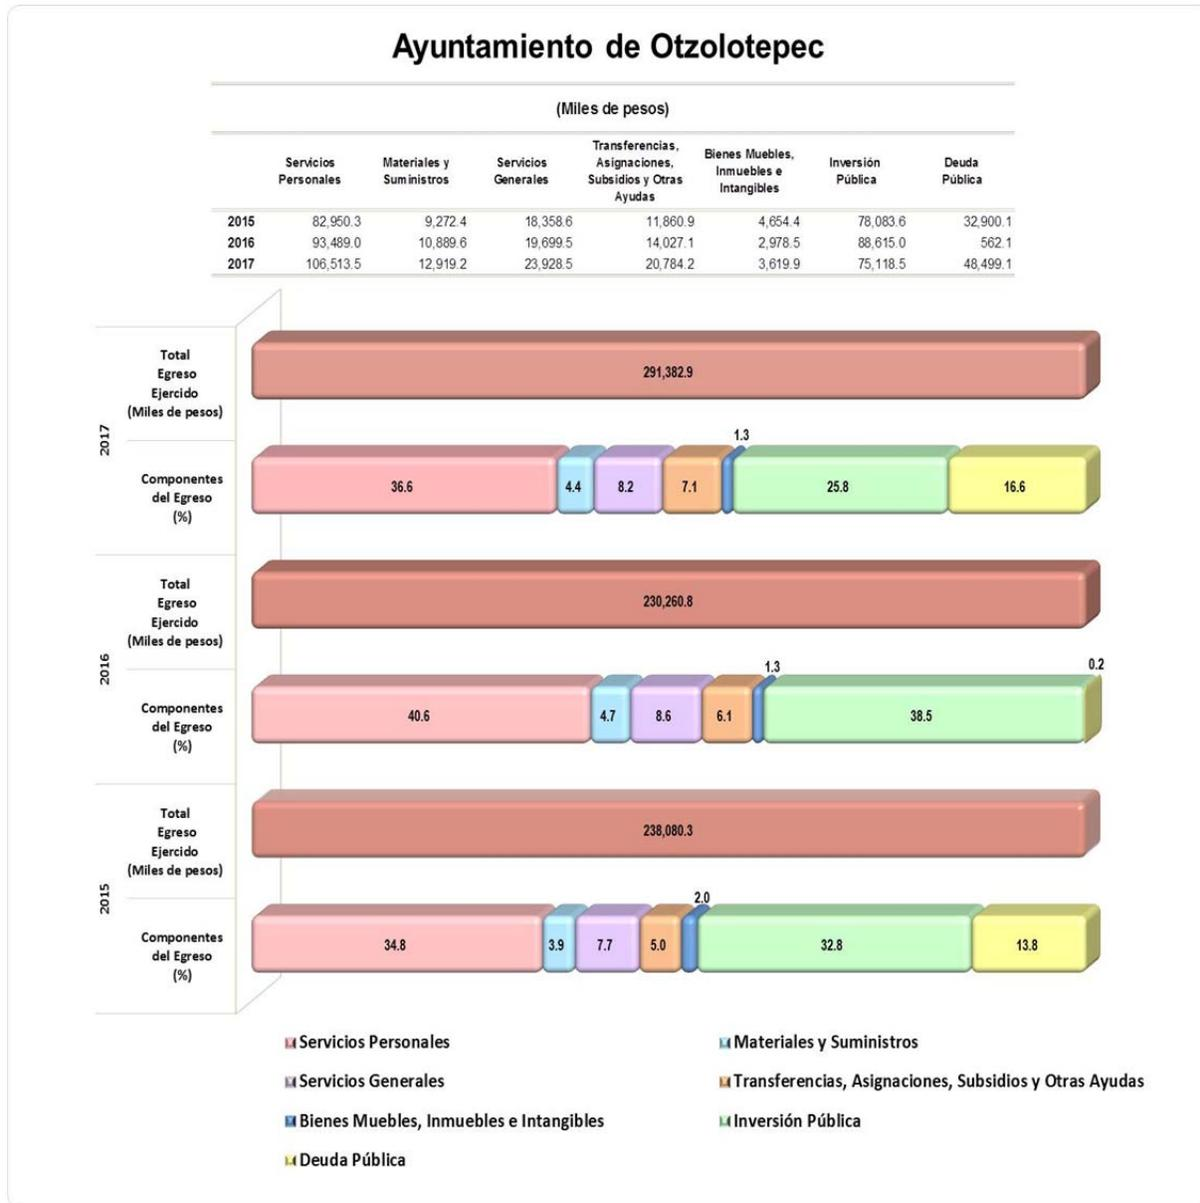 Ayuntamiento de Otzolotepec
(Miles de pesos)
Servicios
Personales
Materiales y
Suministros
Servicios
Generales
Transferencias,
Asignaciones,
Subsidios y Otras
Ayudas
Bienes Muebles,
Inmuebles e
Intangibles
Inversión
Pública
Deuda
Pública
2015 82,950.3 9,272.4 18,358.6 11,860.9 4,654.4 78,083.6 32,900.1
2016 93,489.0 10,889.6 19,699.5 14,027.1 2,978.5 88,615.0 562.1
2017 106,513.5 12,919.2 23,928.5 20,784.2 3,619.9 75,118.5 48,499.1
2017
Total
Egreso
Ejercido
(Miles de pesos)
291,382.9
Componentes
del Egreso
(%)
36.6 4.4 8.2 7.1 1.3 25.8 16.6
2016
Total
Egreso
Ejercido
(Miles de pesos)
230,260.8
Componentes
del Egreso
(%)
40.6 4.7 8.6 6.1 1.3 38.5 0.2
2015
Total
Egreso
Ejercido
(Miles de pesos)
238,080.3
Componentes
del Egreso
(%)
34.8 3.9 7.7 5.0 2.0 32.8 13.8
Servicios Personales
Materiales y Suministros
Servicios Generales
Transferencias, Asignaciones, Subsidios y Otras Ayudas
Bienes Muebles, Inmuebles e Intangibles
Inversión Pública
Deuda Pública